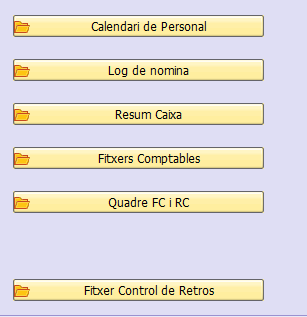 Calendari de Personal
Log de nomina
Resum Caixa
Fitxers Comptables
Quadre FC i RC
Fitxer Control de Retros